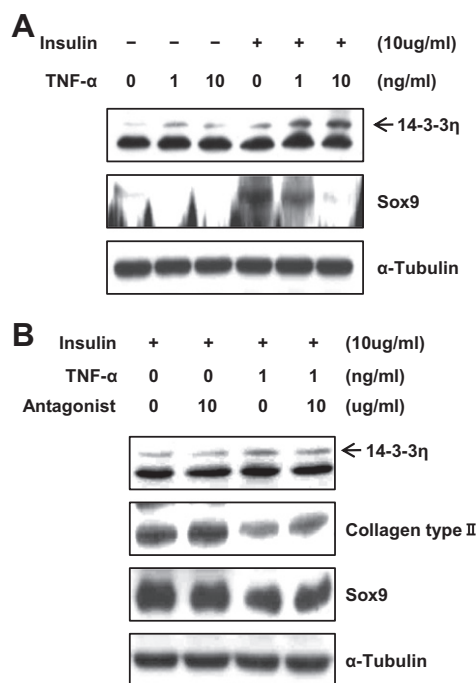 A
Insulin − − − + + + (10ug/ml)
TNF-α 0 1 10 0 1 10 (ng/ml)
←14-3-3η
Sox9
α-Tubulin
B
Insulin + + + + (10ug/ml)
TNF-α 0 0 1 1 (ng/ml)
Antagonist 0 10 0 10 (ug/ml)
←14-3-3η
Collagen type Ⅱ
Sox9
α-Tubulin